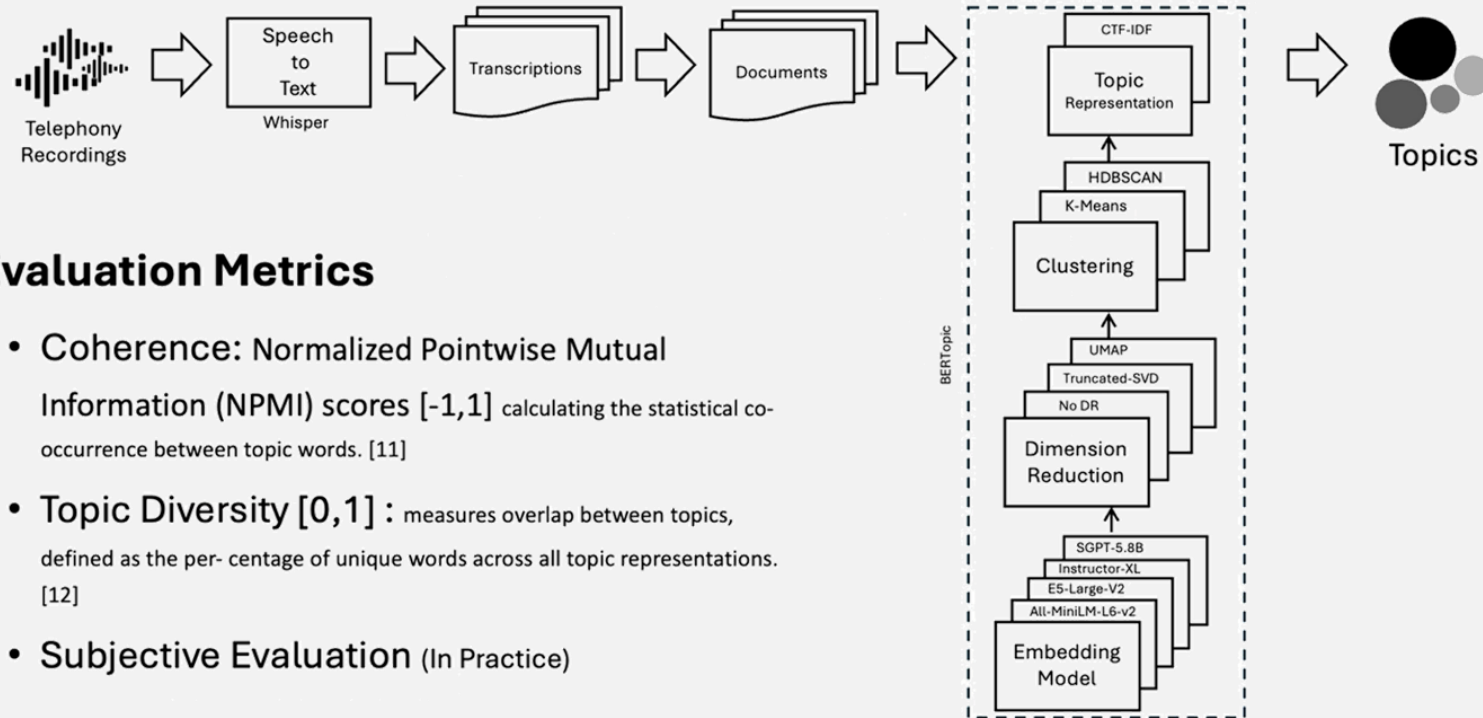 Telephony
Recordings
Speech
to
Text
Whisper
Transcriptions
Documents
BERTopic
CTF-IDF
Topic
Representation
HDBSCAN
K-Means
Clustering
UMAP
Truncated-SVD
No DR
Dimension
Reduction
SGPT-5.8B
Instructor-XL
E5-Large-V2
All-MiniLM-L6-v2
Embedding
Model
Topics
valuation Metrics
• Coherence: Normalized Pointwise Mutual
Information (NPMI) scores [-1,1] calculating the statistical co-
occurrence between topic words. [11]
• Topic Diversity [0,1] : measures overlap between topics,
defined as the per- centage of unique words across all topic representations.
[12]
• Subjective Evaluation (In Practice)